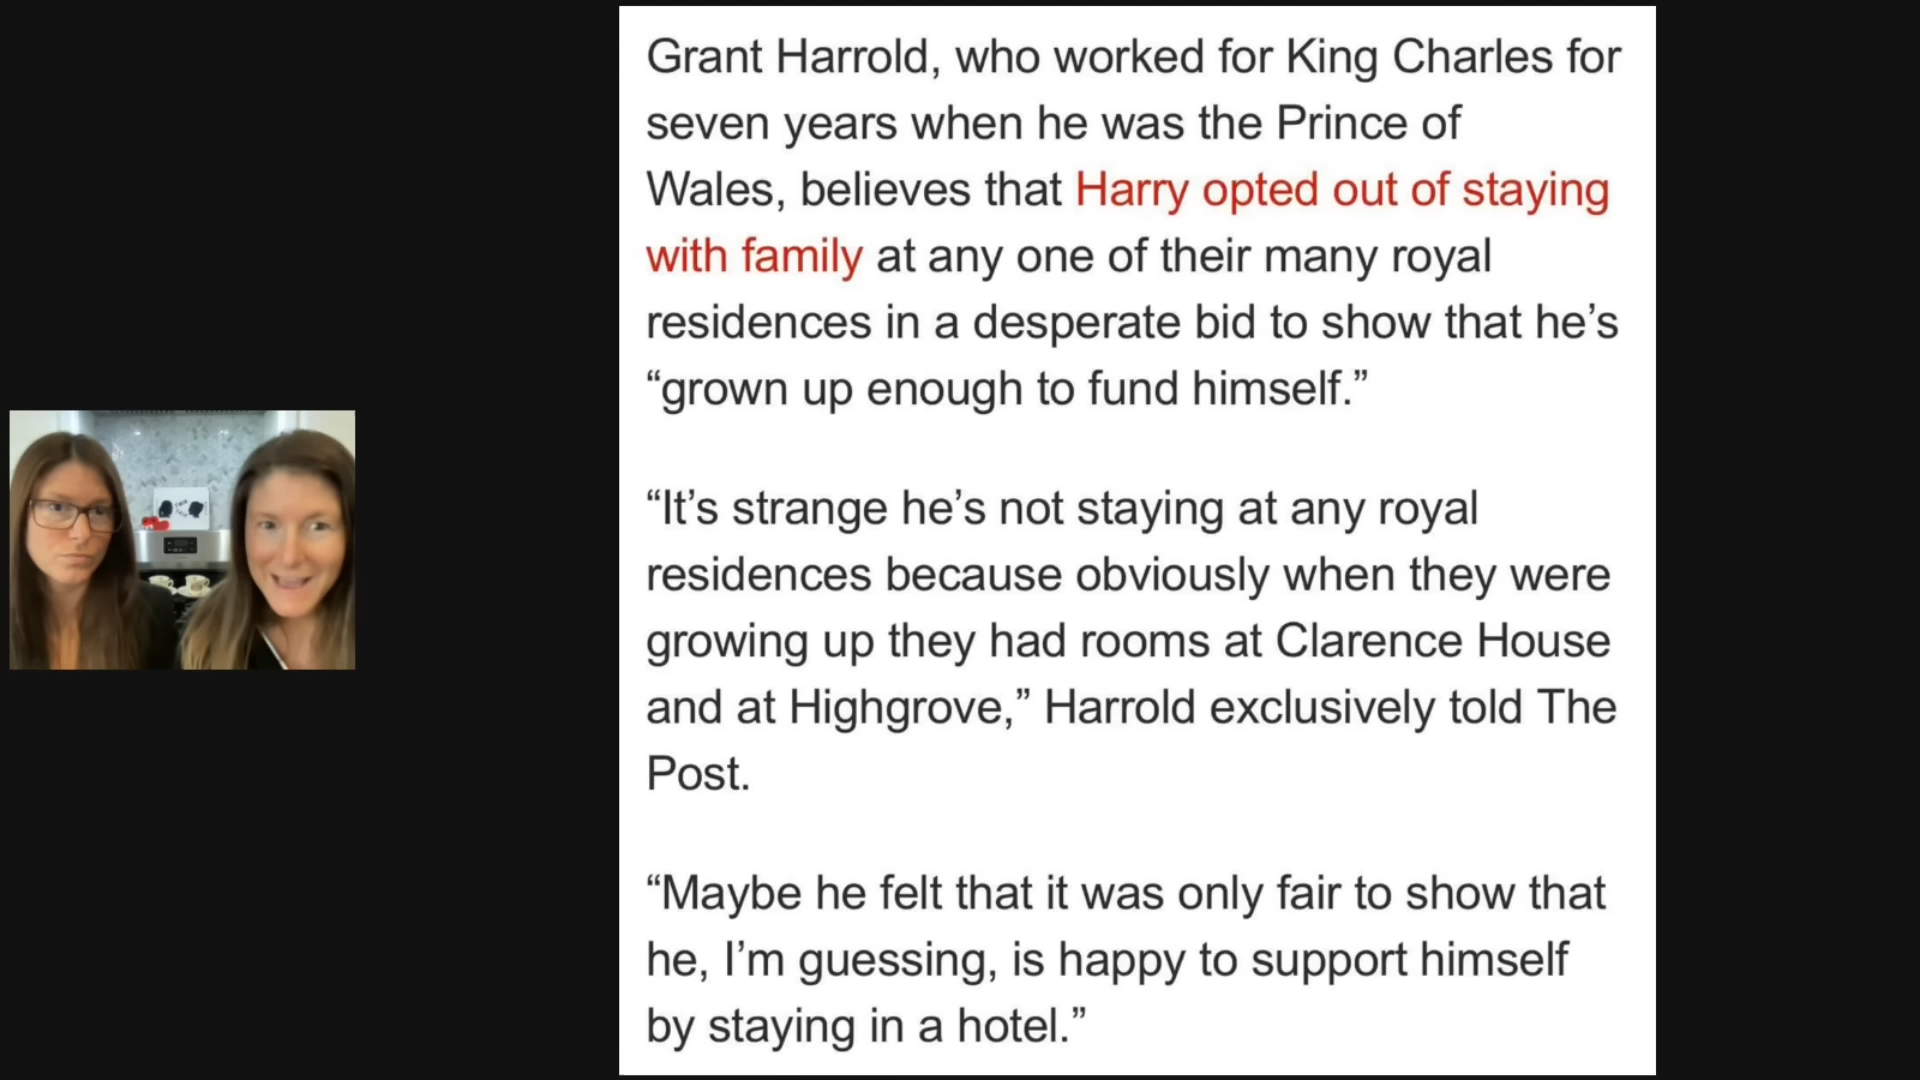 Grant Harrold, who worked for King Charles for
seven years when he was the Prince of
Wales, believes that Harry opted out of staying
with family at any one of their many royal
residences in a desperate bid to show that he’s
“grown up enough to fund himself.”
“It’s strange he’s not staying at any royal
residences because obviously when they were
growing up they had rooms at Clarence House
and at Highgrove,” Harrold exclusively told The
Post.
“Maybe he felt that it was only fair to show that
he, I’m guessing, is happy to support himself
by staying in a hotel.”